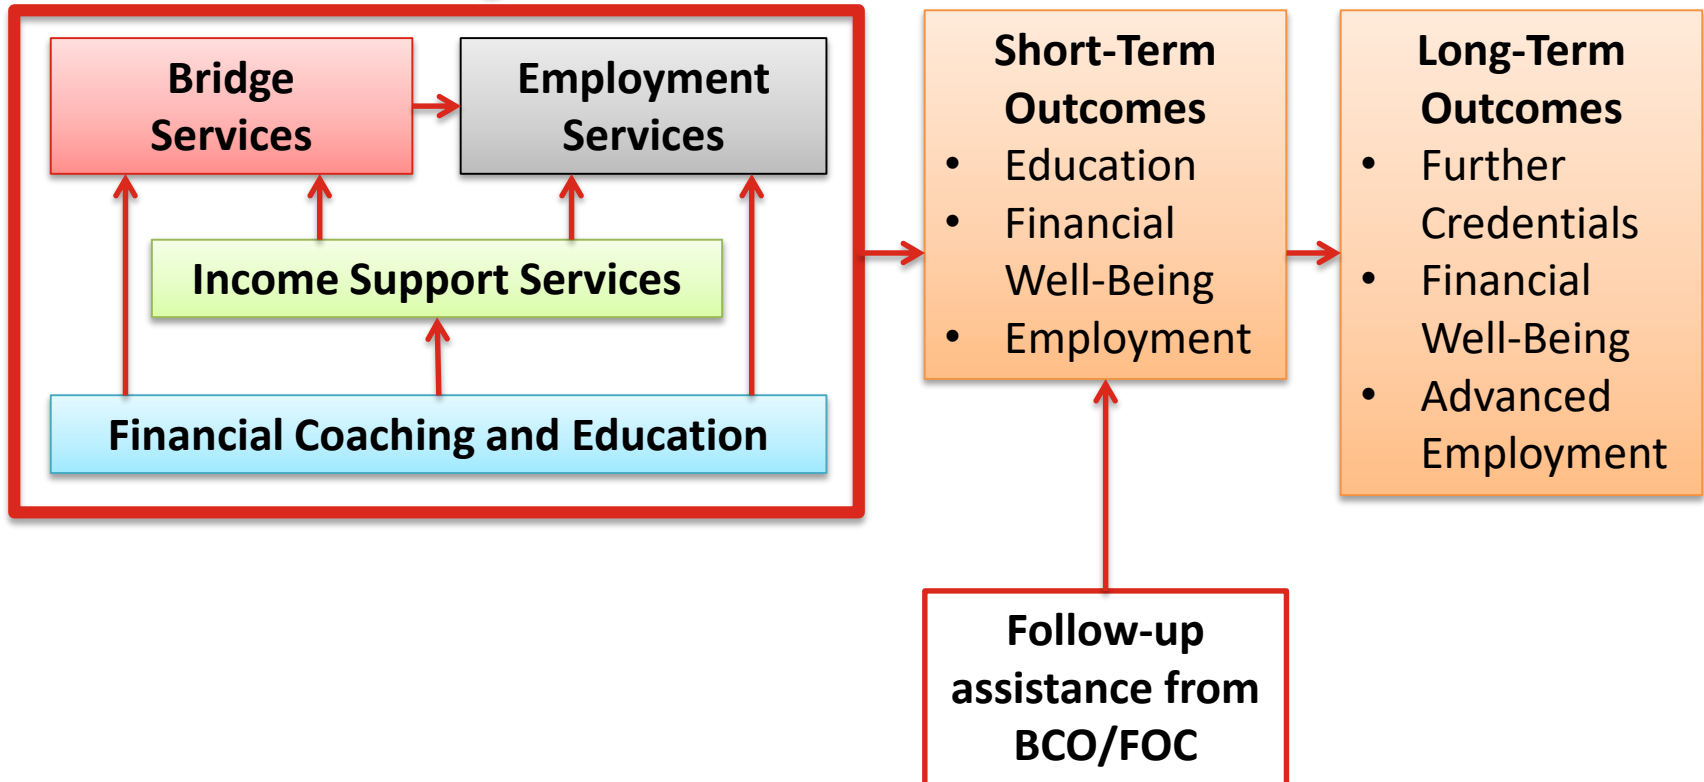 Bridge
Services
Employment
Services
Income Support Services
Financial Coaching and Education
Short-Term
Outcomes
• Education
• Financial
Well-Being
• Employment
Long-Term
Outcomes
• Further
Credentials
• Financial
Well-Being
• Advanced
Employment
Follow-up
assistance from
BCO/FOC